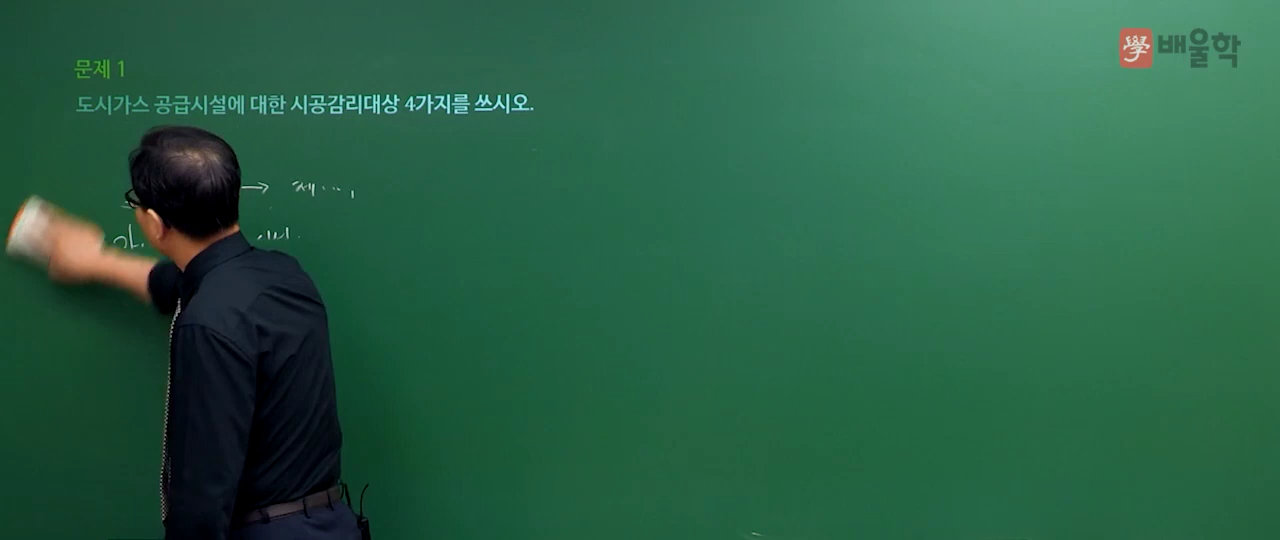 學 배울학
문제 1
도시가스 공급시설에 대한 시공감리대상 4가지를 쓰시오.
→
가.